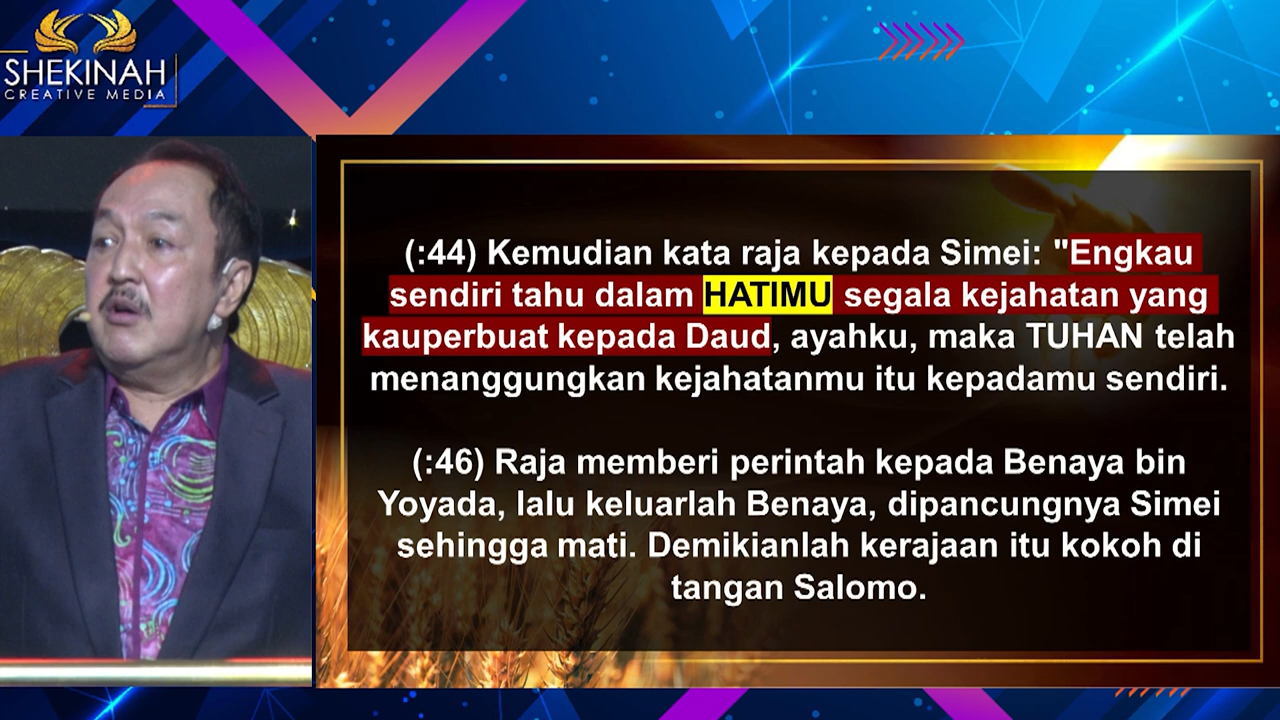 SHEKINAH
CREATIVE MEDIA
(:44) Kemudian kata raja kepada Simei: "Engkau
sendiri tahu dalam HATIMU segala kejahatan yang
kauperbuat kepada Daud, ayahku, maka TUHAN telah
menanggungkan kejahatanmu itu kepadamu sendiri.
(:46) Raja memberi perintah kepada Benaya bin
Yoyada, lalu keluarlah Benaya, dipancungnya Simei
sehingga mati. Demikianlah kerajaan itu kokoh di
tangan Salomo.